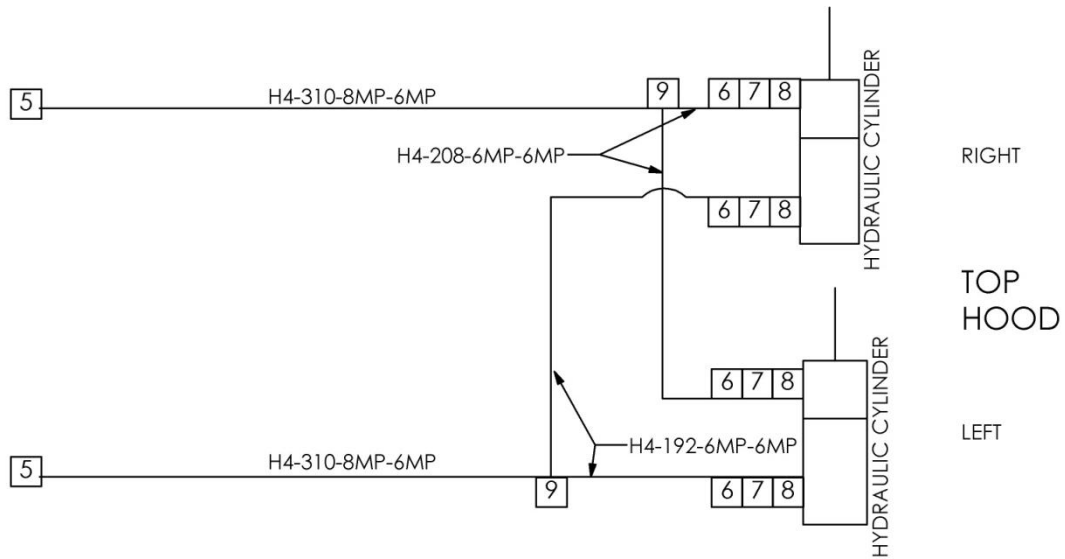 5
H4-310-8MP-6MP
9
6 7 8
HYDRAULIC CYLINDER
H4-208-6MP-6MP
RIGHT
6 7 8
TOP
HOOD
6 7 8
HYDRAULIC CYLINDER
H4-192-6MP-6MP
LEFT
5
H4-310-8MP-6MP
9
6 7 8